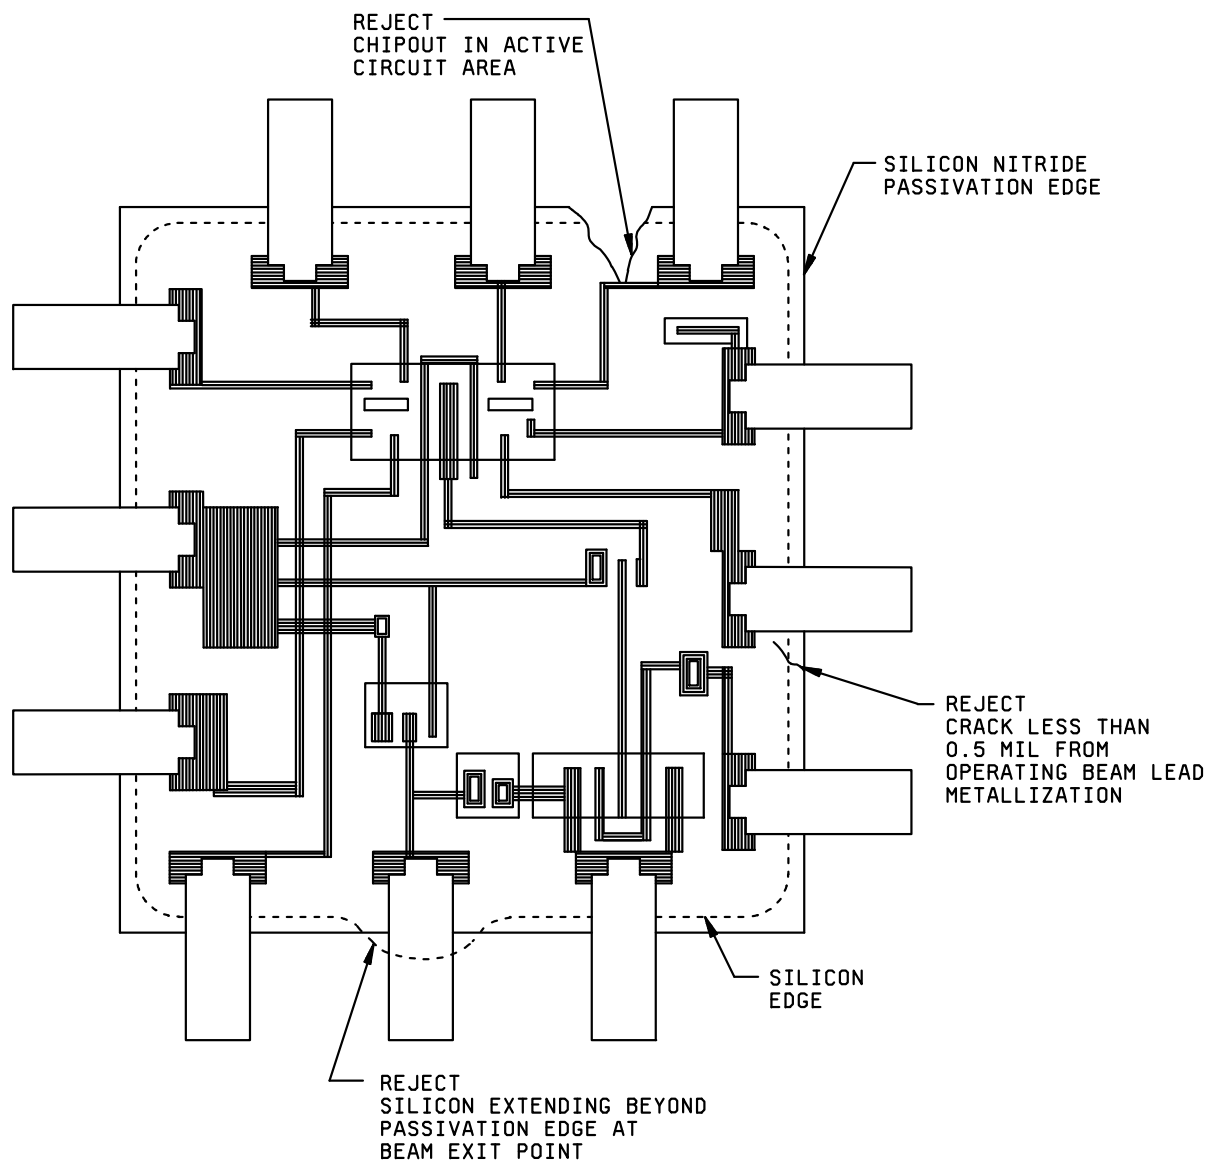 REJECT
CHIPOUT IN ACTIVE
CIRCUIT AREA
SILICON NITRIDE
PASSIVATION EDGE
REJECT
CRACK LESS THAN
0.5 MIL FROM
OPERATING BEAM LEAD
METALLIZATION
SILICON
EDGE
REJECT
SILICON EXTENDING BEYOND
PASSIVATION EDGE AT
BEAM EXIT POINT